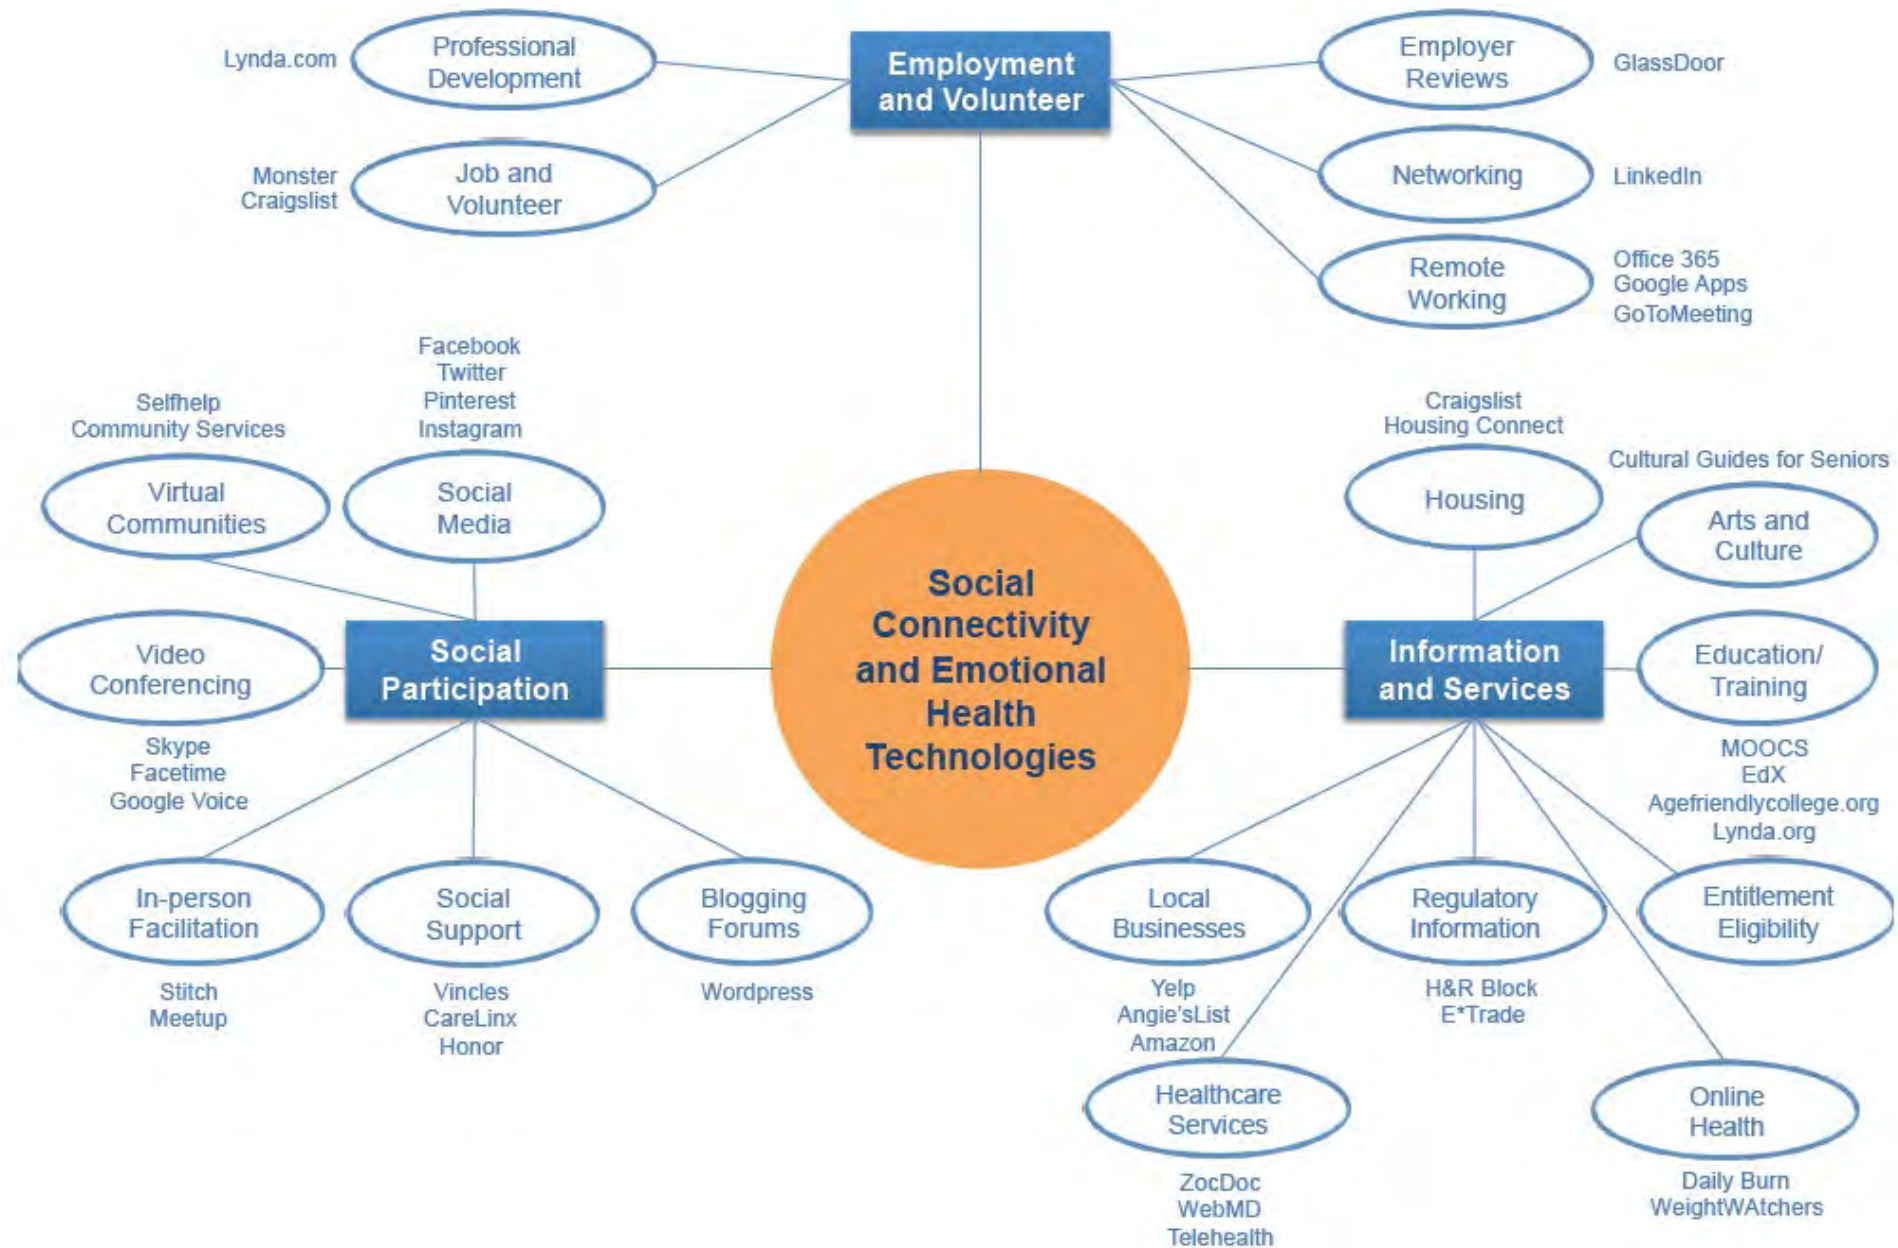 Lynda.com
Professional
Development
Monster
Craigslist
Job and
Volunteer
Employment
and Volunteer
Employer
Reviews
GlassDoor
Networking
LinkedIn
Remote
Working
Office 365
Google Apps
GoToMeeting
Selfhelp
Community Services
Virtual
Communities
Facebook
Twitter
Pinterest
Instagram
Social
Media
Video
Conferencing
Skype
Facetime
Google Voice
Social
Participation
In-person
Facilitation
Stitch
Meetup
Social
Support
Vincles
CareLinx
Honor
Blogging
Forums
Wordpress
Social
Connectivity
and Emotional
Health
Technologies
Craigslist
Housing Connect
Housing
Cultural Guides for Seniors
Arts and
Culture
Information
and Services
Education/
Training
MOOCS
EdX
Agefriendlycollege.org
Lynda.org
Local
Businesses
Yelp
Angie'sList
Amazon
Regulatory
Information
H&R Block
E*Trade
Entitlement
Eligibility
Healthcare
Services
ZocDoc
WebMD
Telehealth
Online
Health
Daily Burn
WeightWAtchers